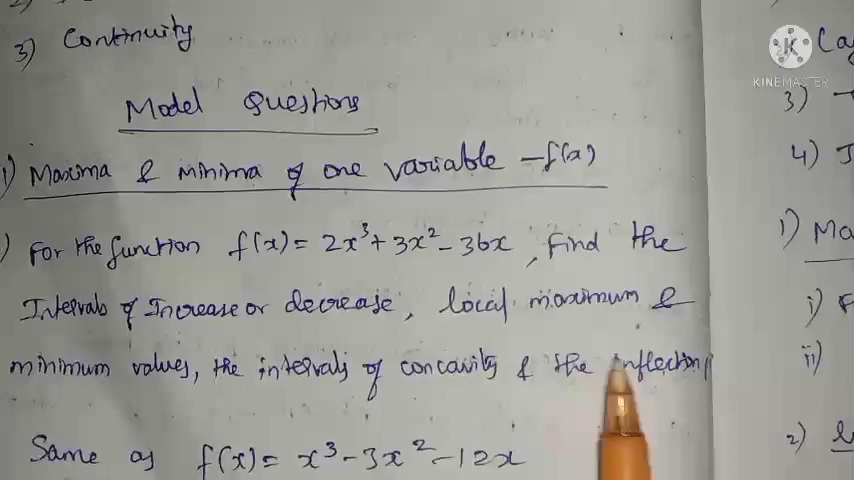 3) Continuity
Model Questions
1) Maxima & minima of one variable - f(x)
) For the function f(x) = 2x³ + 3x² - 36x, Find the
Intervals of Increase or decrease, local maximum &
minimum values, the intervals of concavity & the inflection
Same as f(x) = x³ - 3x² - 12x
K
KINEMASTER
3)
4)
1) Ma
i)
ii)
2)